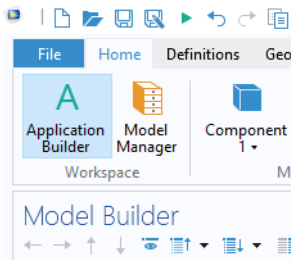 File Home Definitions Geo
A
Application Builder
Model Manager
Component 1
Workspace
M
Model Builder